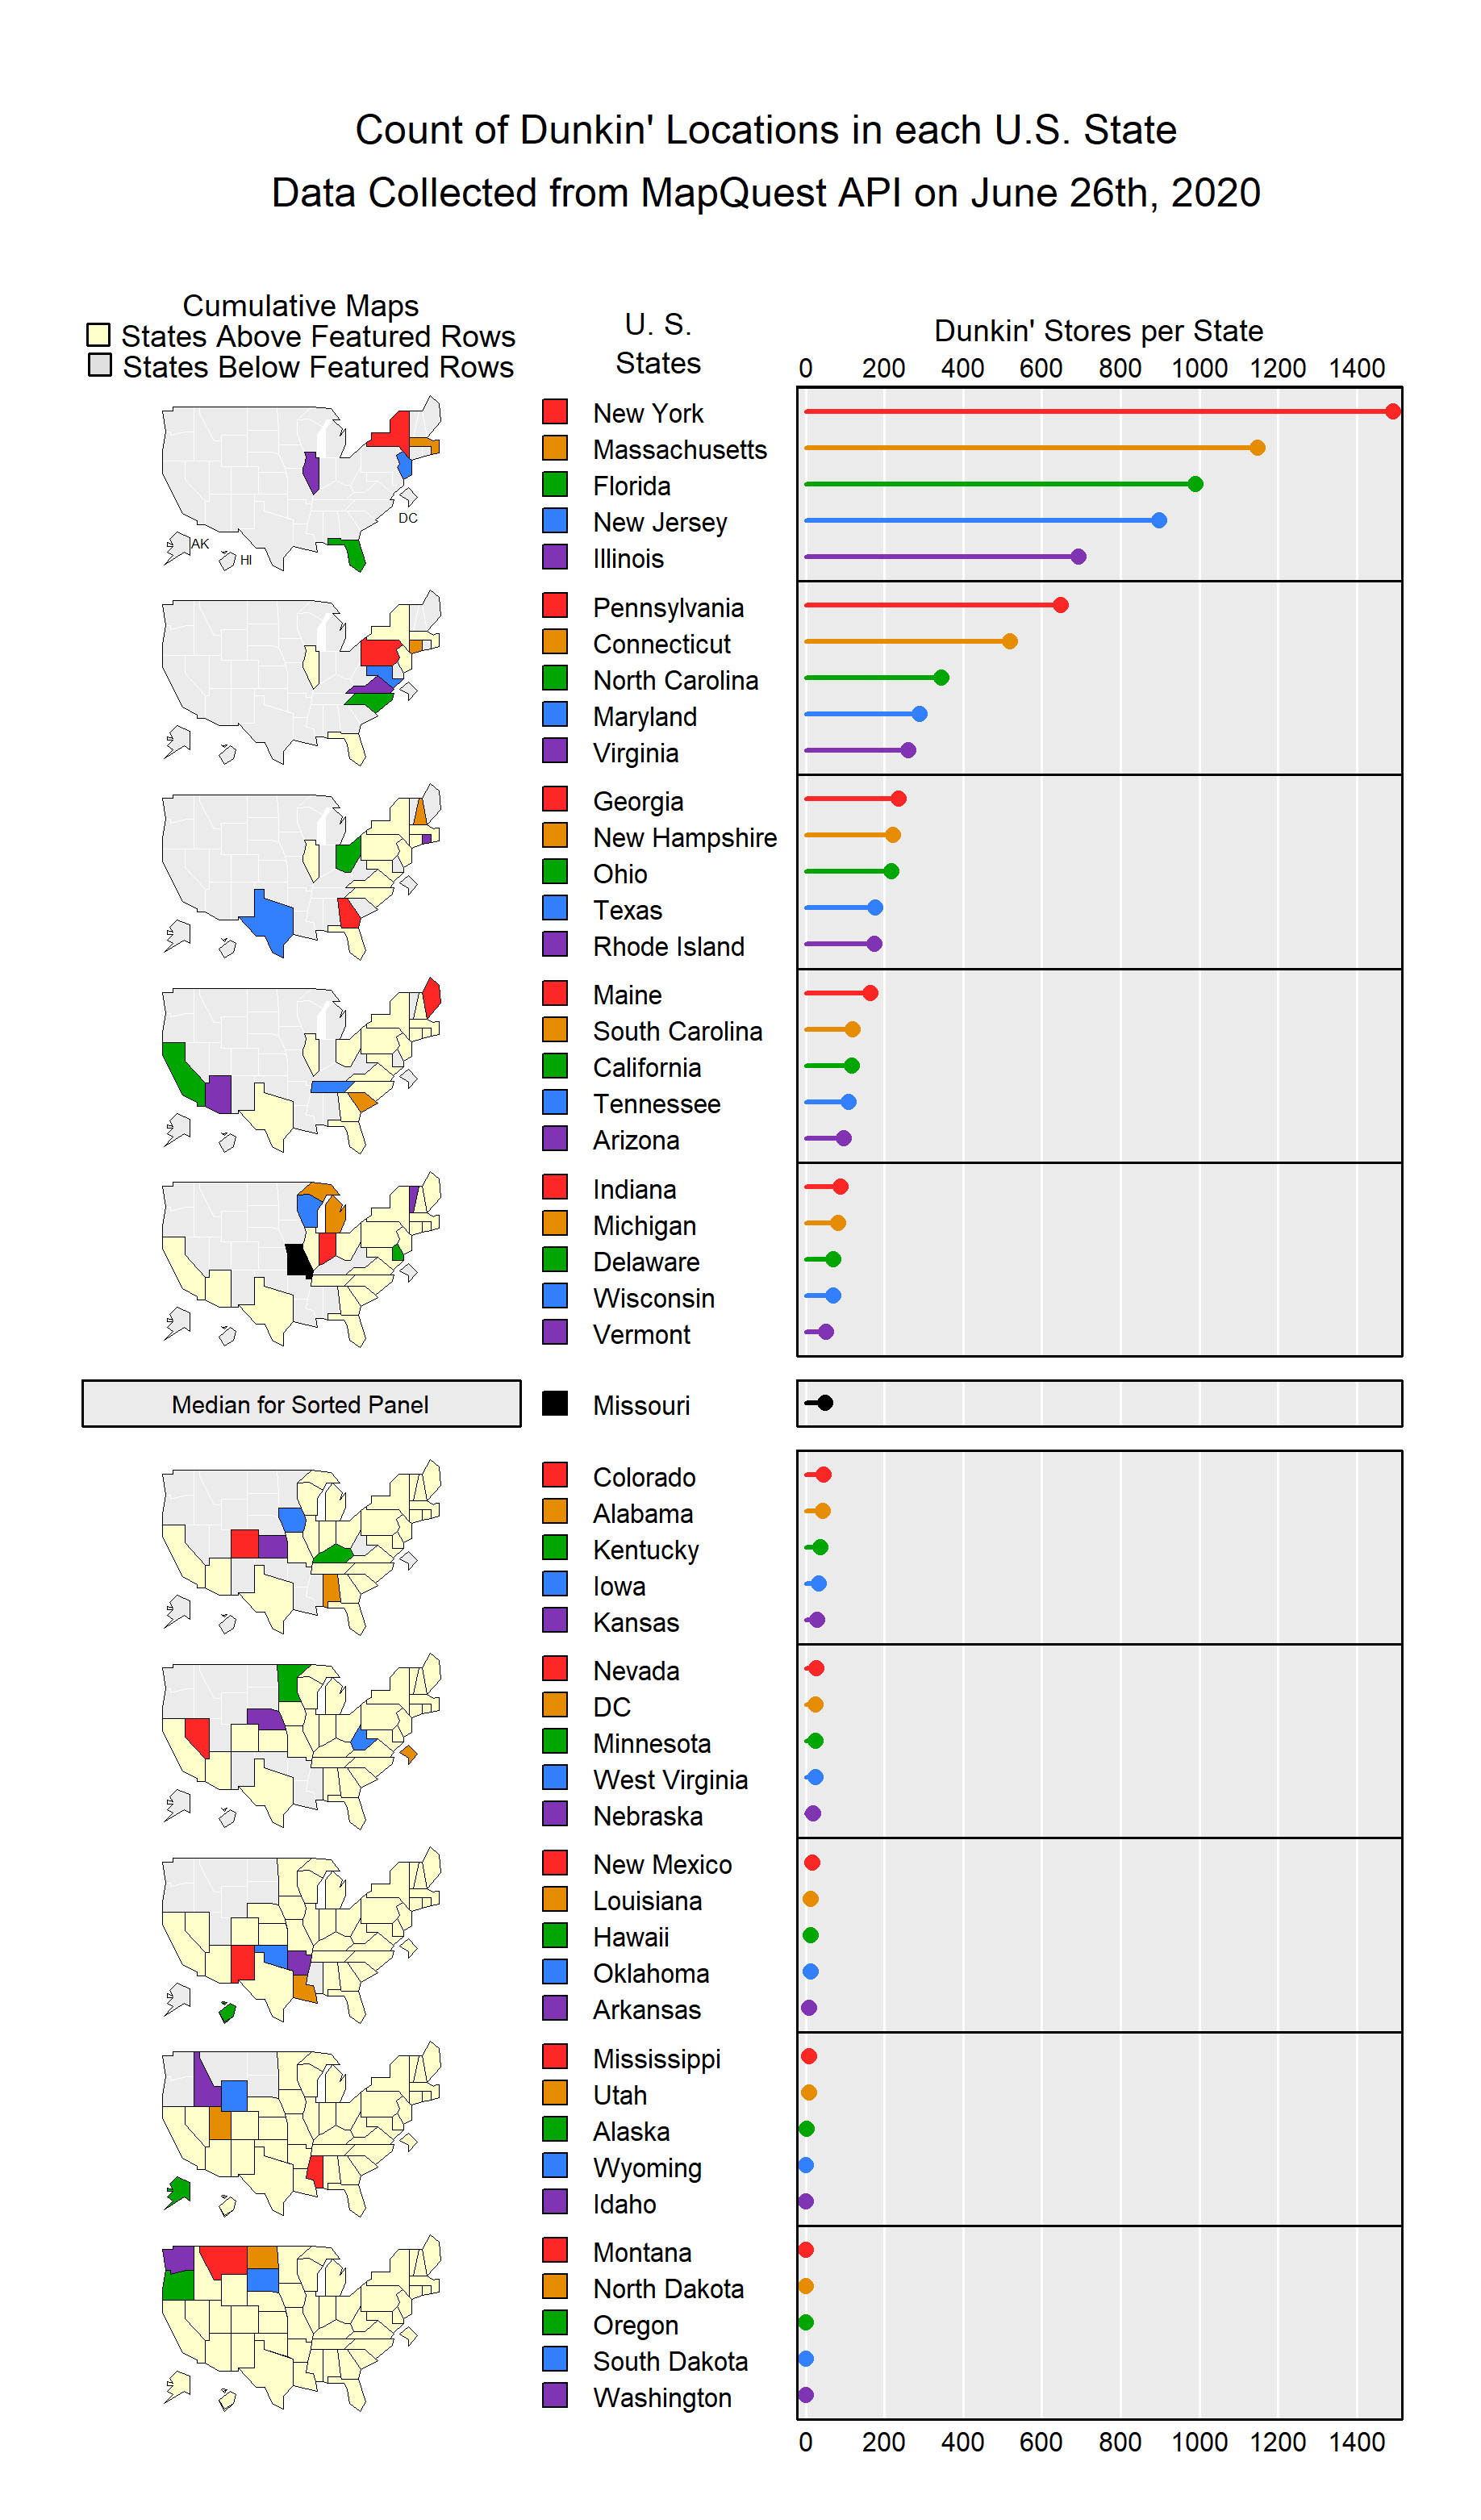 Count of Dunkin' Locations in each U.S. State
Data Collected from MapQuest API on June 26th, 2020
Cumulative Maps
States Above Featured Rows
States Below Featured Rows
U. S.
States
Dunkin' Stores per State
0 200 400 600 800 1000 1200 1400
New York
Massachusetts
Florida
New Jersey
Illinois
DC
AK
HI
Pennsylvania
Connecticut
North Carolina
Maryland
Virginia
Georgia
New Hampshire
Ohio
Texas
Rhode Island
Maine
South Carolina
California
Tennessee
Arizona
Indiana
Michigan
Delaware
Wisconsin
Vermont
Median for Sorted Panel
Missouri
Colorado
Alabama
Kentucky
Iowa
Kansas
Nevada
DC
Minnesota
West Virginia
Nebraska
New Mexico
Louisiana
Hawaii
Oklahoma
Arkansas
Mississippi
Utah
Alaska
Wyoming
Idaho
Montana
North Dakota
Oregon
South Dakota
Washington
0 200 400 600 800 1000 1200 1400